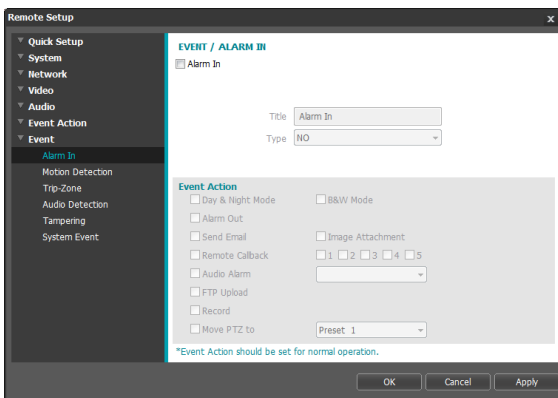 Remote Setup
x
Quick Setup
System
Network
Video
Audio
Event Action
Event
Alarm In
Motion Detection
Trip-Zone
Audio Detection
Tampering
System Event
EVENT / ALARM IN
Alarm In
Title Alarm In
Type NO
Event Action
Day & Night Mode B&W Mode
Alarm Out
Send Email Image Attachment
Remote Callback 1 2 3 4 5
Audio Alarm
FTP Upload
Record
Move PTZ to Preset 1
*Event Action should be set for normal operation.
OK Cancel Apply